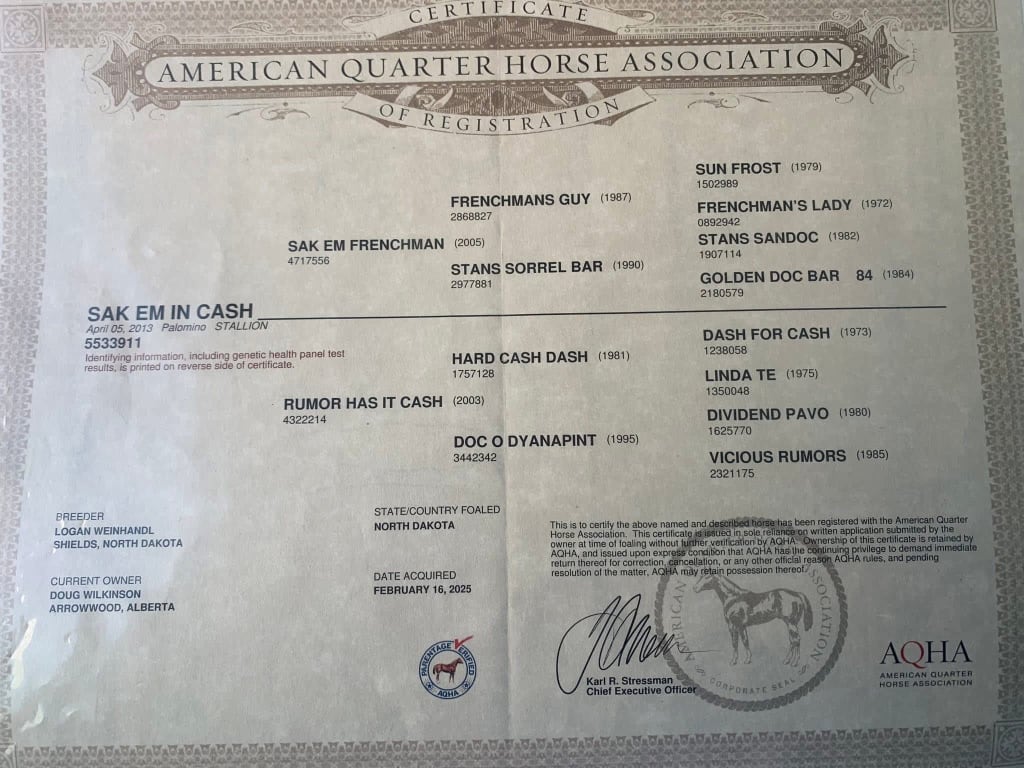 CERTIFICATE
AMERICAN QUARTER HORSE ASSOCIATION
OF REGISTRATION
SUN FROST (1979)
1502989
FRENCHMANS GUY (1987)
2868827
FRENCHMAN'S LADY (1972)
0892942
SAK EM FRENCHMAN (2005)
4717556
STANS SANDOC (1982)
1907114
STANS SORREL BAR (1990)
2977881
GOLDEN DOC BAR 84 (1984)
2180579
SAK EM IN CASH
April 05, 2013 Palomino STALLION
5533911
Identifying information, including genetic health panel test
results, is printed on reverse side of certificate.
DASH FOR CASH (1973)
1238058
HARD CASH DASH (1981)
1757128
LINDA TE (1975)
1350048
RUMOR HAS IT CASH (2003)
4322214
DIVIDEND PAVO (1980)
1625770
DOC O DYANAPINT (1995)
3442342
VICIOUS RUMORS (1985)
2321175
BREEDER
LOGAN WEINHANDL
SHIELDS, NORTH DAKOTA
STATE/COUNTRY FOALED
NORTH DAKOTA
CURRENT OWNER
DOUG WILKINSON
ARROWWOOD, ALBERTA
DATE ACQUIRED
FEBRUARY 16, 2025
This is to certify the above named and described horse has been registered with the American Quarter
Horse Association. This certificate is issued in sole reliance on written application submitted by the
owner at time of foaling without further verification by AQHA. Ownership of this certificate is retained by
AQHA, and issued upon express condition that AQHA has the continuing privilege to demand immediate
return thereof for correction, cancellation, or any other official reason AQHA rules, and pending
resolution of the matter, AQHA may retain possession thereof.
PARENTAGE VERIFIED
AQHA
Karl R. Stressman
Chief Executive Officer
AMERICAN ASSOCIATION
CORPORATE SEAL
AQHA
AMERICAN QUARTER
HORSE ASSOCIATION